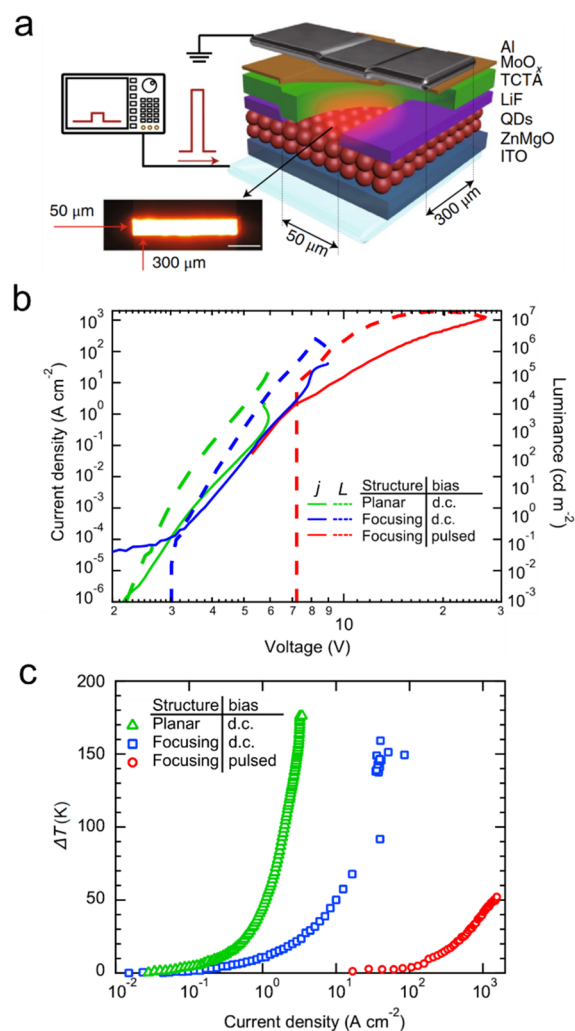 a
Al
MoOₓ
TCTA
LiF
QDs
ZnMgO
ITO
50 μm
300 μm
50 μm
300 μm
b
Current density (A cm⁻²)
10³
10²
10¹
10⁰
10⁻¹
10⁻²
10⁻³
10⁻⁴
10⁻⁵
10⁻⁶
10⁷
10⁶
10⁵
10⁴
10³
10²
10¹
10⁰
10⁻¹
10⁻²
10⁻³
Luminance (cd m⁻²)
j L Structure bias
Planar d.c.
Focusing d.c.
Focusing pulsed
2 3 4 5 6 7 8 9 10 2 3
Voltage (V)
c
ΔT (K)
200
150
100
50
0
Structure bias
Planar d.c.
Focusing d.c.
Focusing pulsed
10⁻² 10⁻¹ 10⁰ 10¹ 10² 10³
Current density (A cm⁻²)